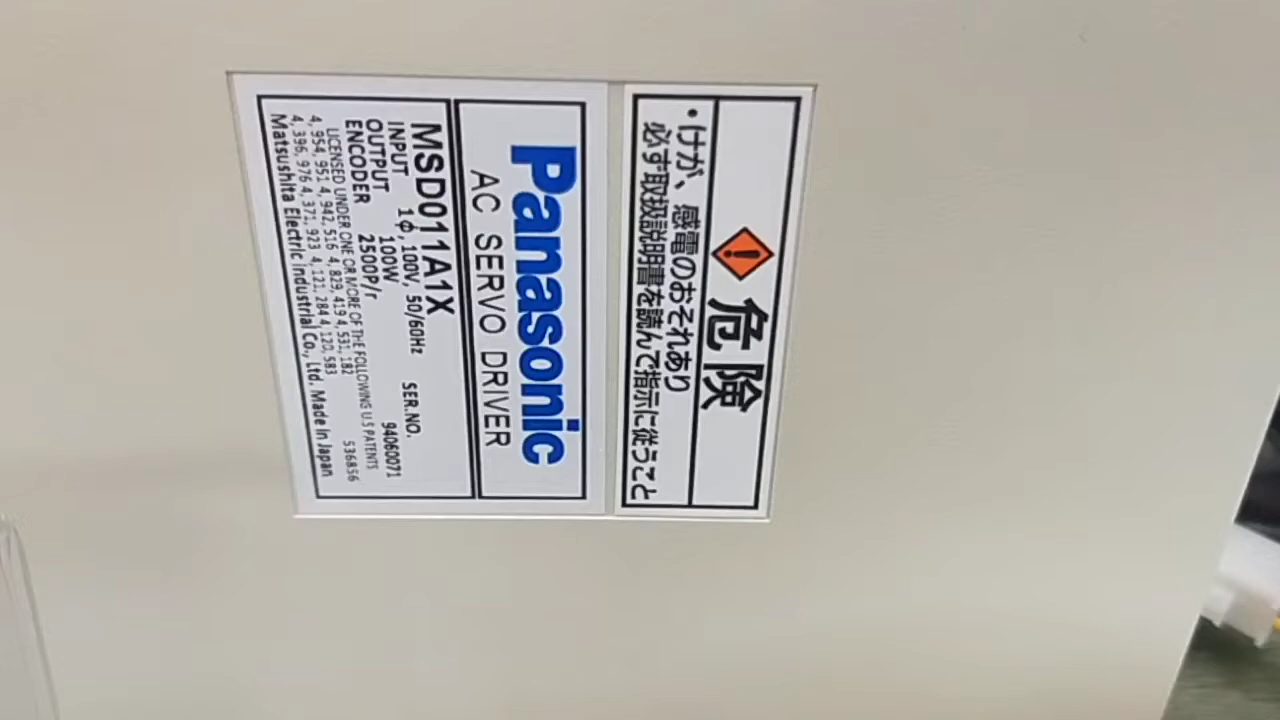 危険
・けが、感電のおそれあり
必ず取扱説明書を読んで指示に従うこと
Panasonic
AC SERVO DRIVER
MSD011A1X
INPUT 1ϕ, 100V, 50/60Hz SER.NO.
OUTPUT 100W 94060071
ENCODER 2500P/r
LICENSED UNDER ONE OR MORE OF THE FOLLOWING U.S PATENTS
4, 954, 951 4, 942, 516 4, 829, 419 4, 531, 182 536856
4, 396, 976 4, 371, 923 4, 121, 284 4, 120, 583
Matsushita Electric Industrial Co., Ltd. Made in Japan